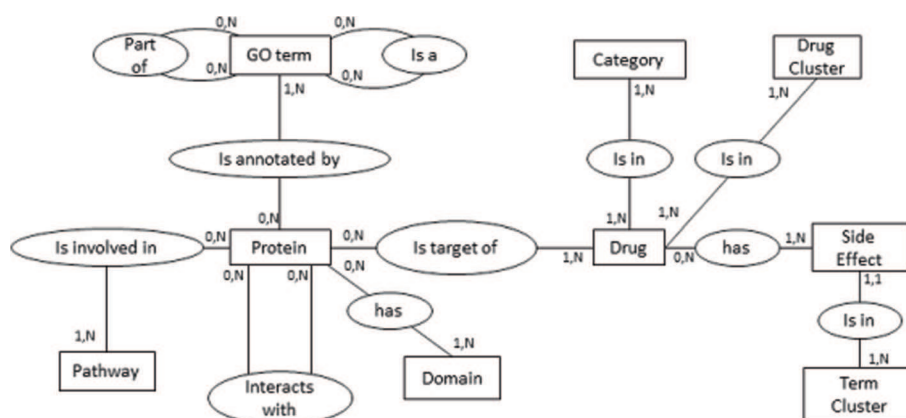 0,N
0,N
Part
of
GO term
Is a
0,N
0,N
1,N
Category
Drug
Cluster
1,N
1,N
Is annotated by
Is in
Is in
0,N
1,N
1,N
Is involved in
0,N
Protein
0,N
Is target of
1,N
Drug
0,N
has
1,N
Side
Effect
0,N
0,N
0,N
1,1
has
Is in
1,N
1,N
1,N
Pathway
Interacts
with
Domain
Term
Cluster